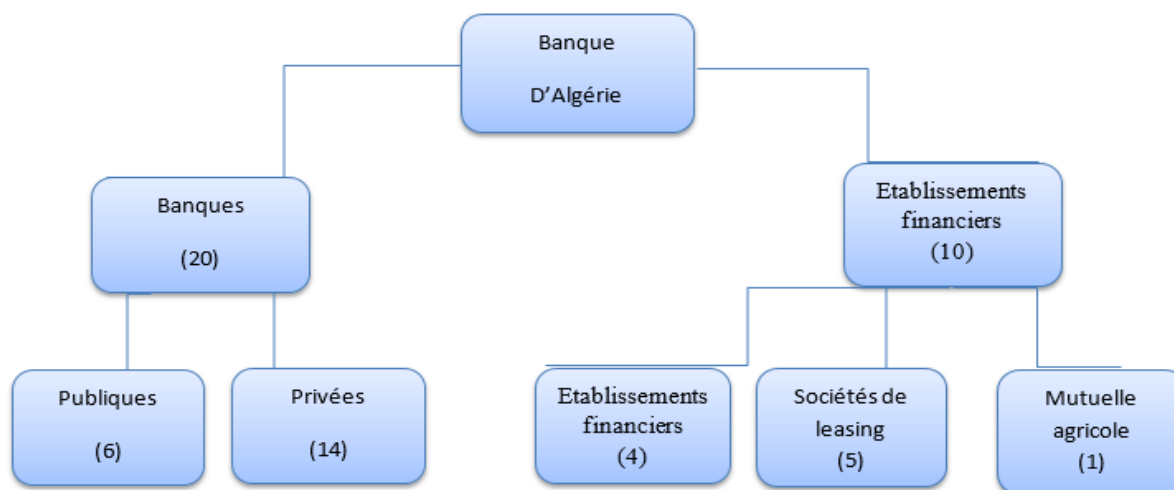 Banque
D'Algérie
Banques
(20)
Etablissements
financiers
(10)
Publiques
(6)
Privées
(14)
Etablissements
financiers
(4)
Sociétés de
leasing
(5)
Mutuelle
agricole
(1)